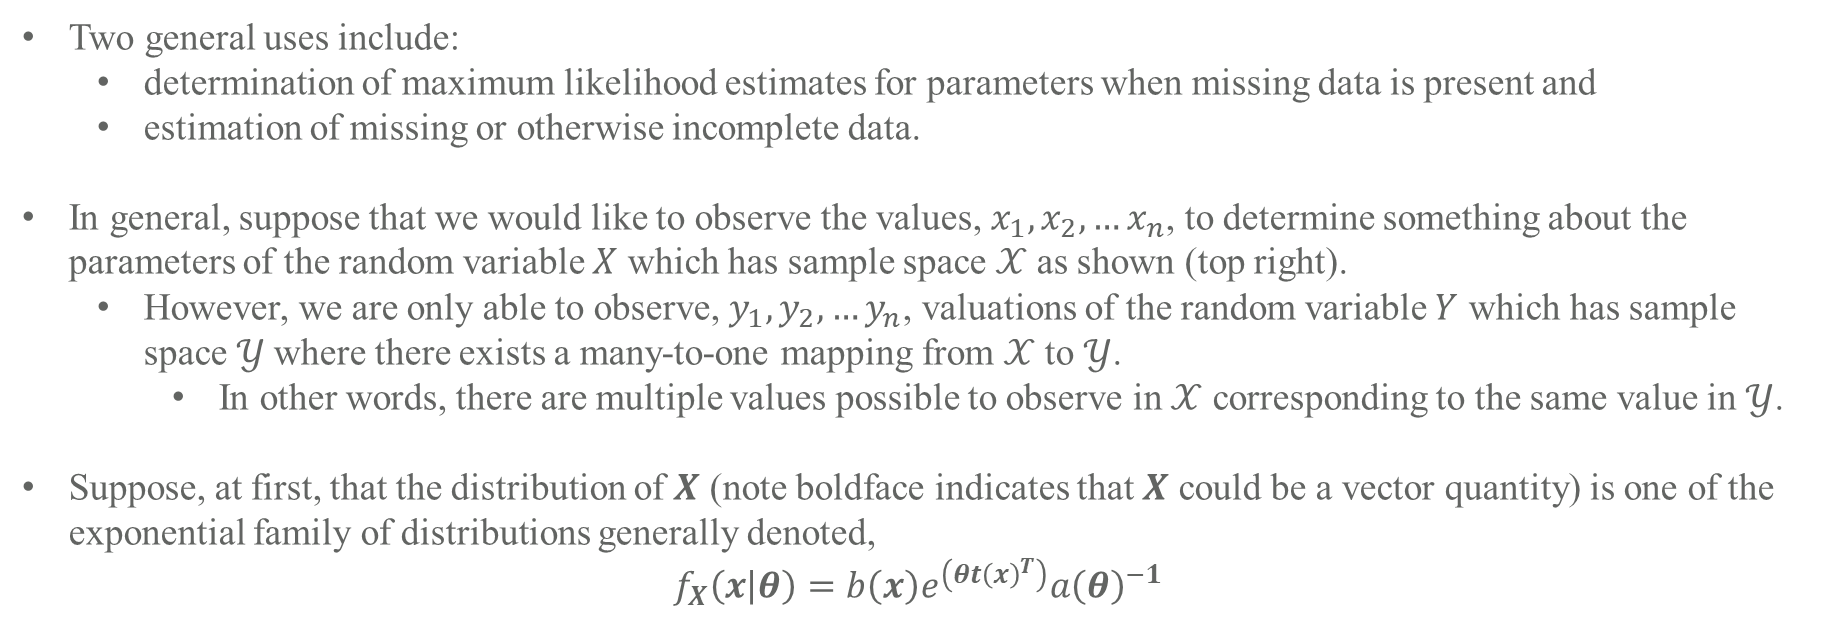 • Two general uses include:
• determination of maximum likelihood estimates for parameters when missing data is present and
• estimation of missing or otherwise incomplete data.
• In general, suppose that we would like to observe the values, 𝑥₁, 𝑥₂, … 𝑥ₙ, to determine something about the
parameters of the random variable 𝑋 which has sample space 𝒳 as shown (top right).
• However, we are only able to observe, 𝑦₁, 𝑦₂, … 𝑦ₙ, valuations of the random variable 𝑌 which has sample
space 𝒴 where there exists a many-to-one mapping from 𝒳 to 𝒴.
• In other words, there are multiple values possible to observe in 𝒳 corresponding to the same value in 𝒴.
• Suppose, at first, that the distribution of 𝑿 (note boldface indicates that 𝑿 could be a vector quantity) is one of the
exponential family of distributions generally denoted,
𝑓_𝑿(𝒙|𝜽) = 𝑏(𝒙)𝑒^(𝜽𝒕(𝒙)^𝑻)𝑎(𝜽)^−𝟏